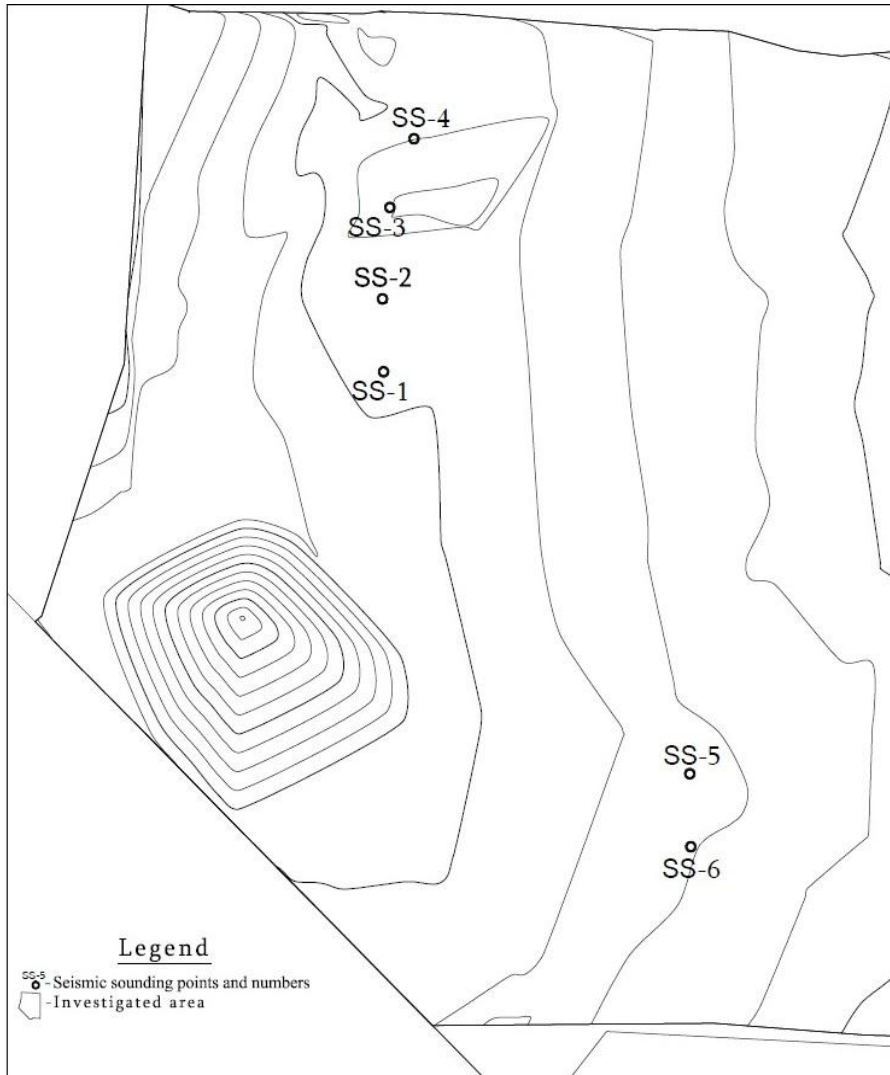 SS-4
SS-3
SS-2
SS-1
SS-5
SS-6
Legend
SS-5
-Seismic sounding points and numbers
-Investigated area